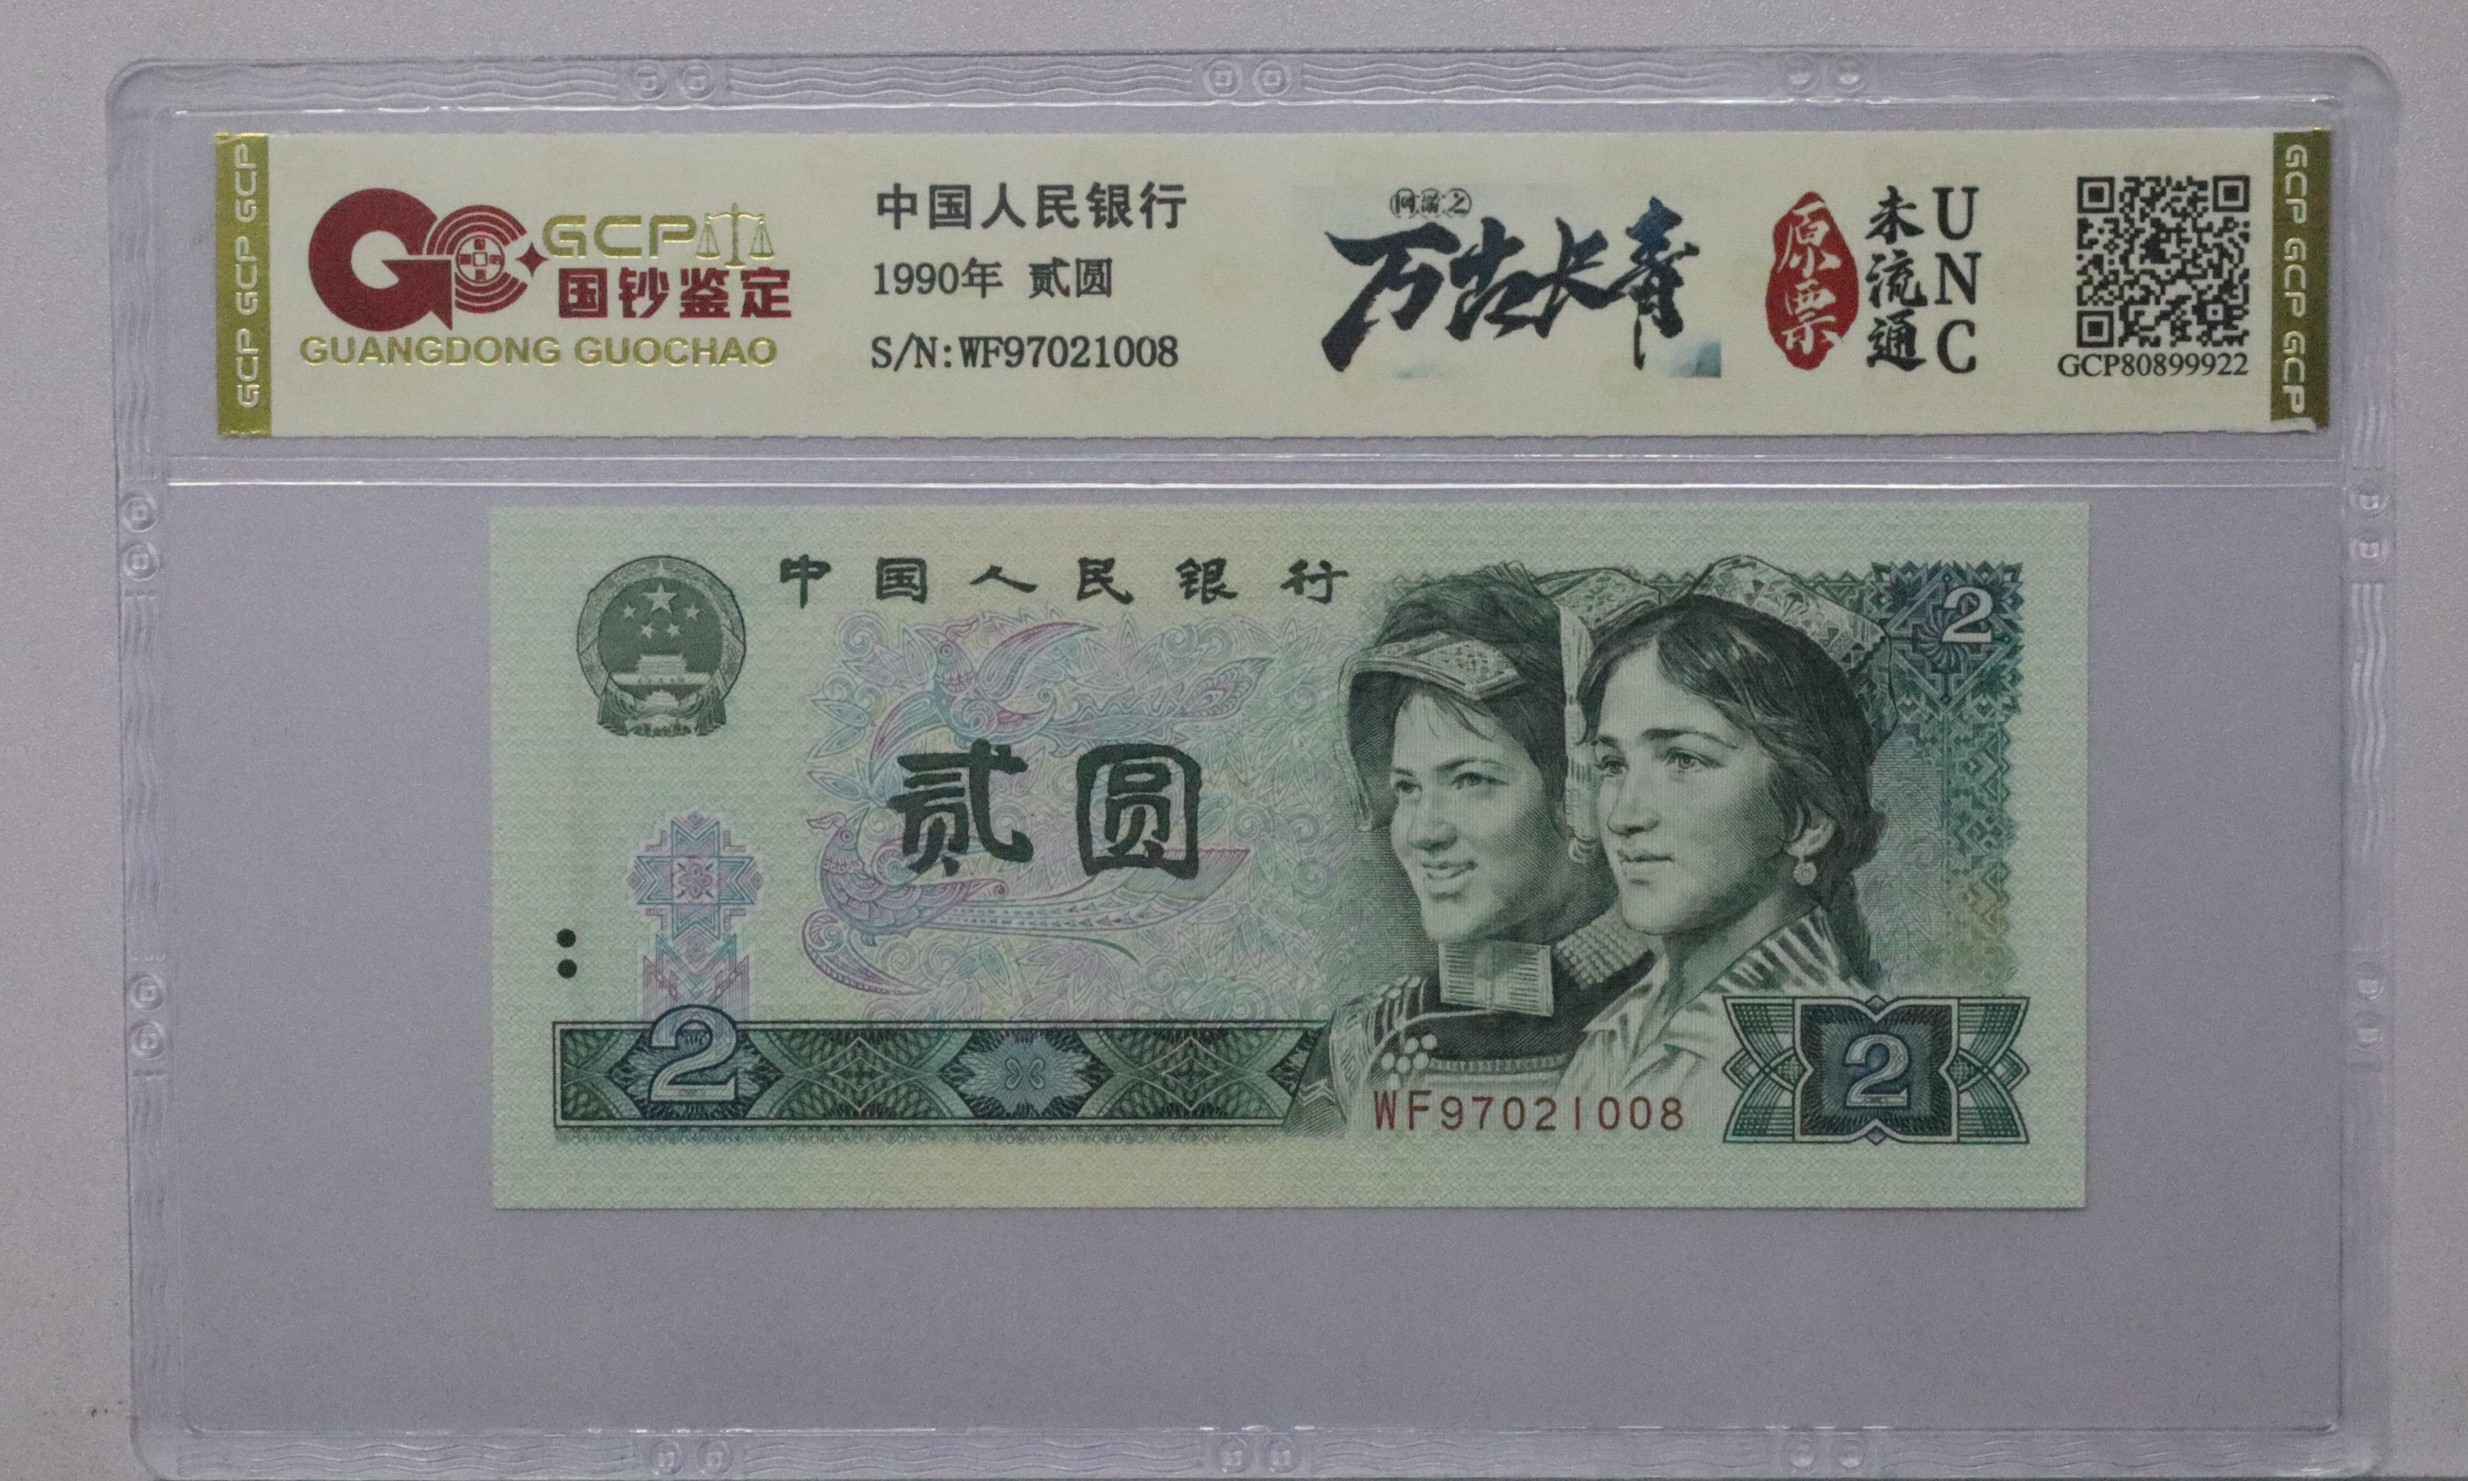 GCP GCP GCP
GCP
国钞鉴定
GUANGDONG GUOCHAO
中国人民银行
1990年 贰圆
S/N:WF97021008
万古长青
原票
未流通
UNC
GCP80899922
GCP GCP GCP
中国人民银行
2
贰圆
2
WF97021008
2